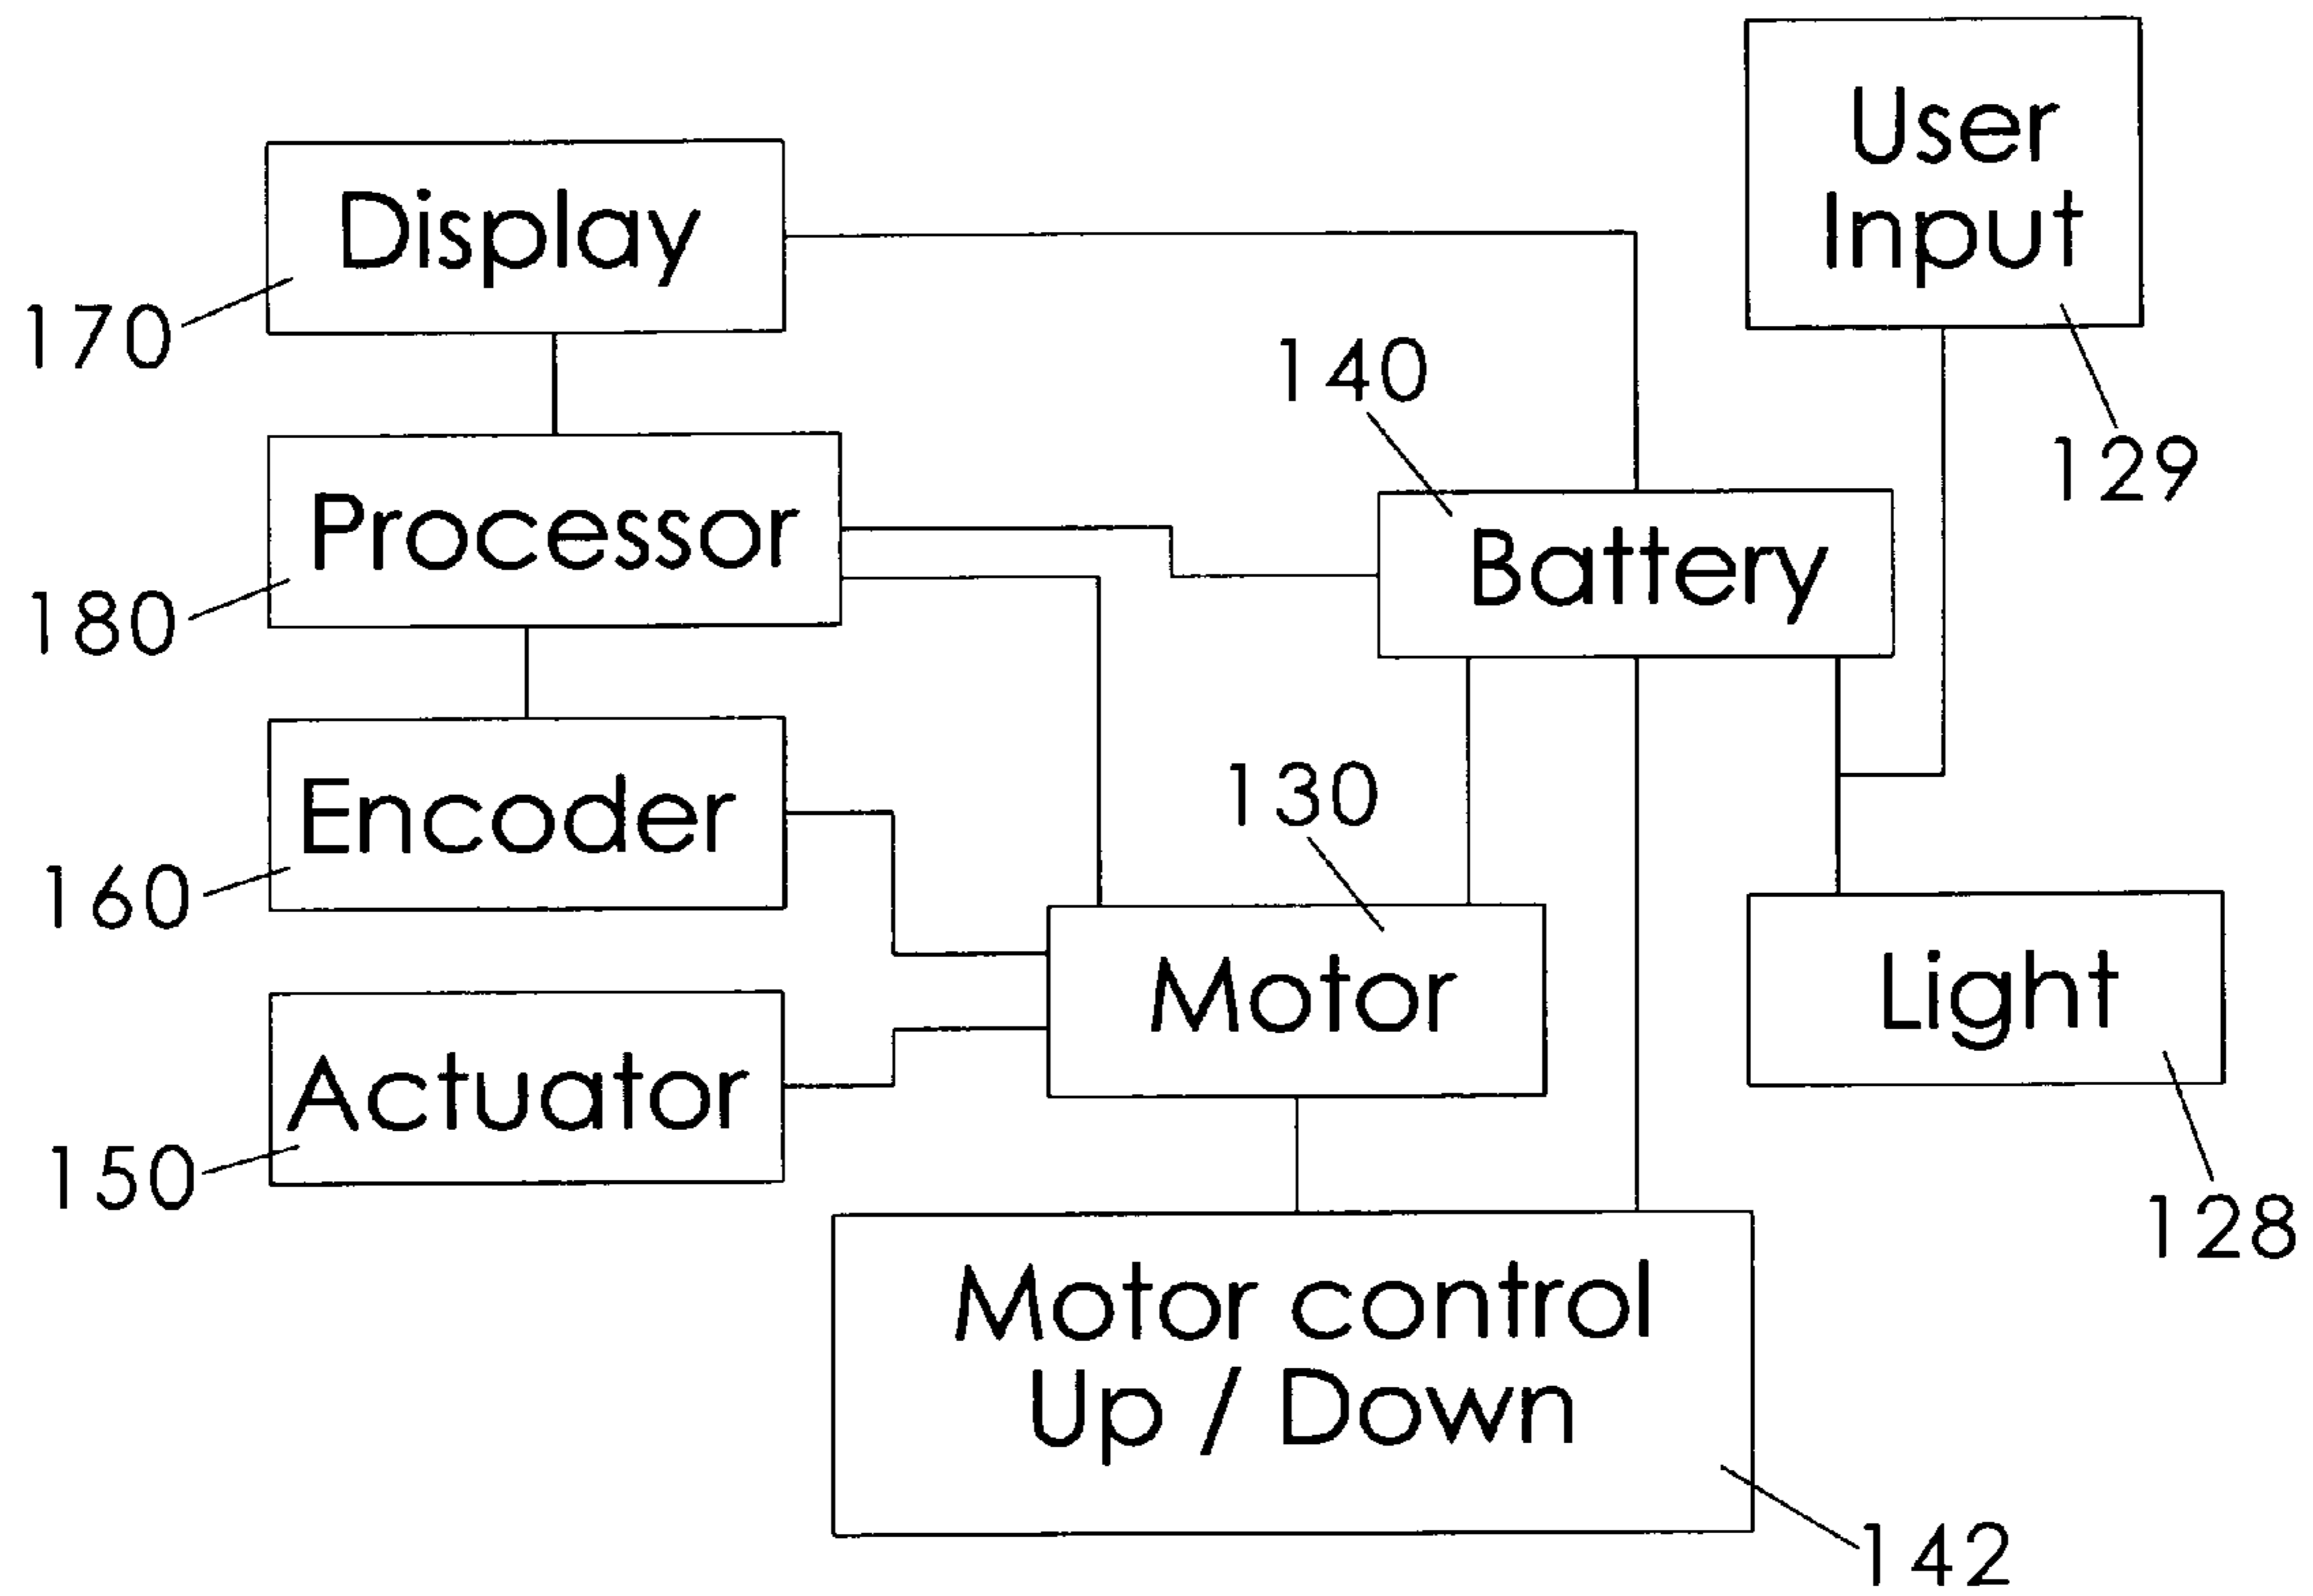 User
Input
Display
170
140
129
Processor
Battery
180
Encoder
130
160
Motor
Light
Actuator
150
128
Motor control
Up / Down
142